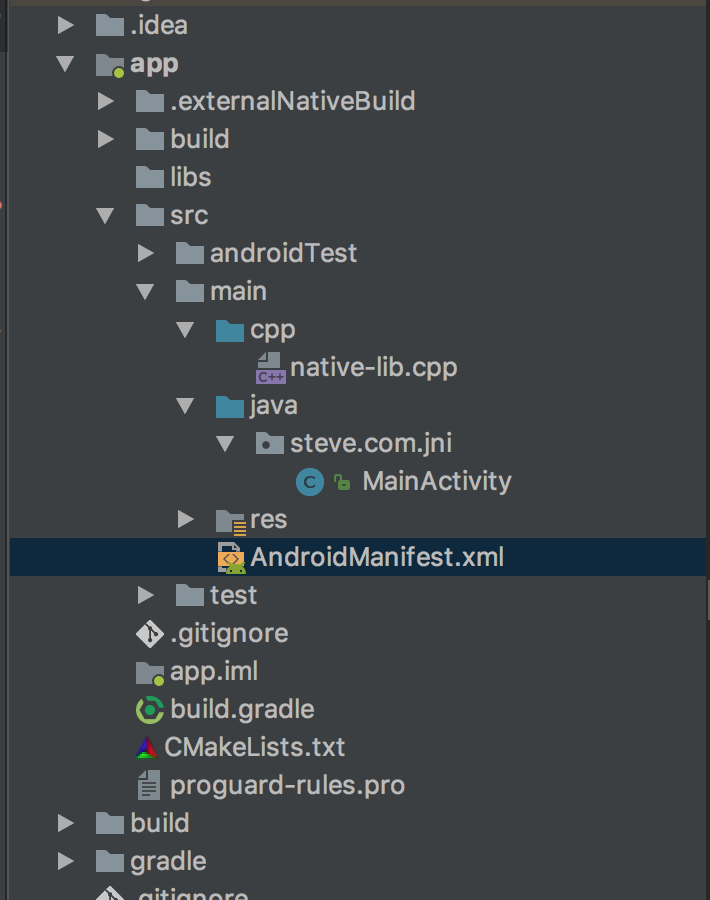 .idea
app
.externalNativeBuild
build
libs
src
androidTest
main
cpp
C++ native-lib.cpp
java
steve.com.jni
C MainActivity
res
AndroidManifest.xml
test
.gitignore
app.iml
build.gradle
CMakeLists.txt
proguard-rules.pro
build
gradle
.gitignore